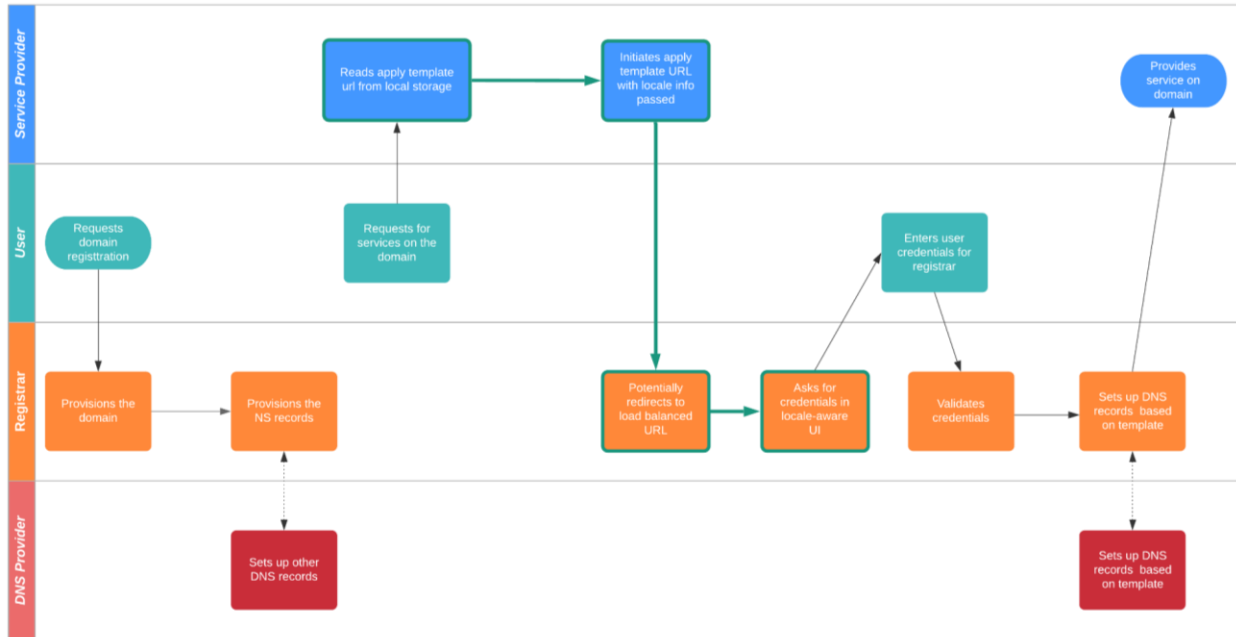 Service Provider
Reads apply template
url from local storage
Initiates apply
template URL
with locale info
passed
Provides
service on
domain
User
Requests
domain
registtration
Requests for
services on the
domain
Enters user
credentials for
registrar
Registrar
Provisions the
domain
Provisions the
NS records
Potentially
redirects to
load balanced
URL
Asks for
credentials in
locale-aware
UI
Validates
credentials
Sets up DNS
records based
on template
DNS Provider
Sets up other
DNS records
Sets up DNS
records based
on template